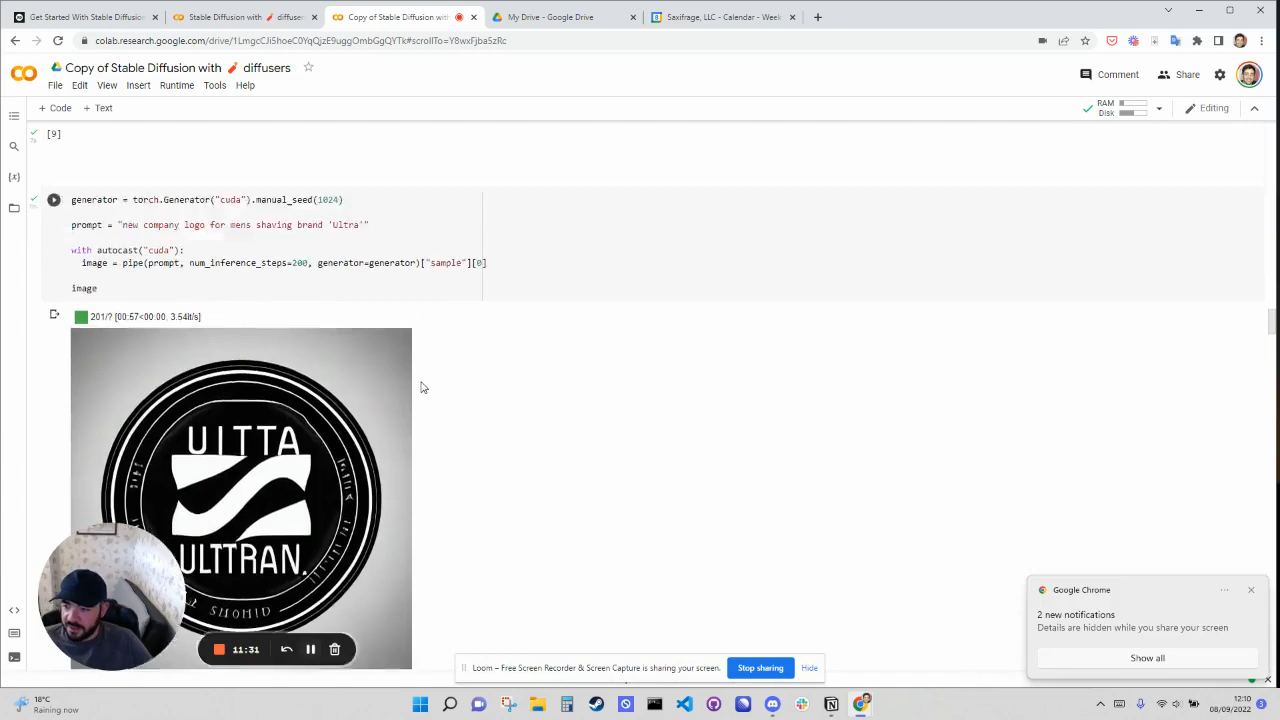 Get Started With Stable Diffusion
Stable Diffusion with 🧨 diffuser
Copy of Stable Diffusion with
My Drive - Google Drive
Saxifrage, LLC - Calendar - Week
colab.research.google.com/drive/1LmgcCJi5hoeC0YqQjzE9uggOmbGgQYTk#scrollTo=Y8wxFjba5zRc
Copy of Stable Diffusion with 🧨 diffusers
Comment
Share
File Edit View Insert Runtime Tools Help
+ Code + Text
RAM
Disk
Editing
[9]
generator = torch.Generator("cuda").manual_seed(1024)
prompt = "new company logo for mens shaving brand 'Ultra'"
with autocast("cuda"):
image = pipe(prompt, num_inference_steps=200, generator=generator)["sample"][0]
image
201/? [00:57<00:00, 3.54it/s]
UITTA
ULTTRAN.
Google Chrome
2 new notifications
Details are hidden while you share your screen
Show all
11:31
Loom – Free Screen Recorder & Screen Capture is sharing your screen.
Stop sharing
Hide
18°C
Raining now
12:10
08/09/2022